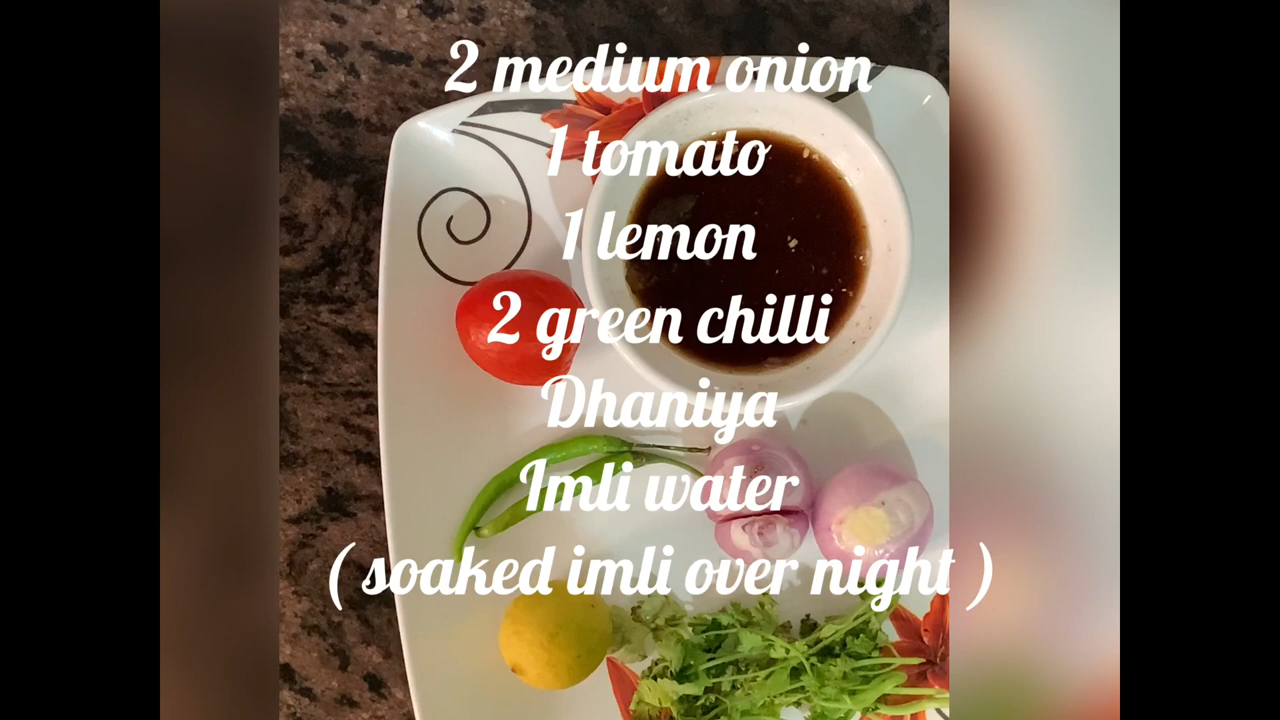 2 medium onion
1 tomato
1 lemon
2 green chilli
Dhaniya
Imli water
( soaked imli over night )